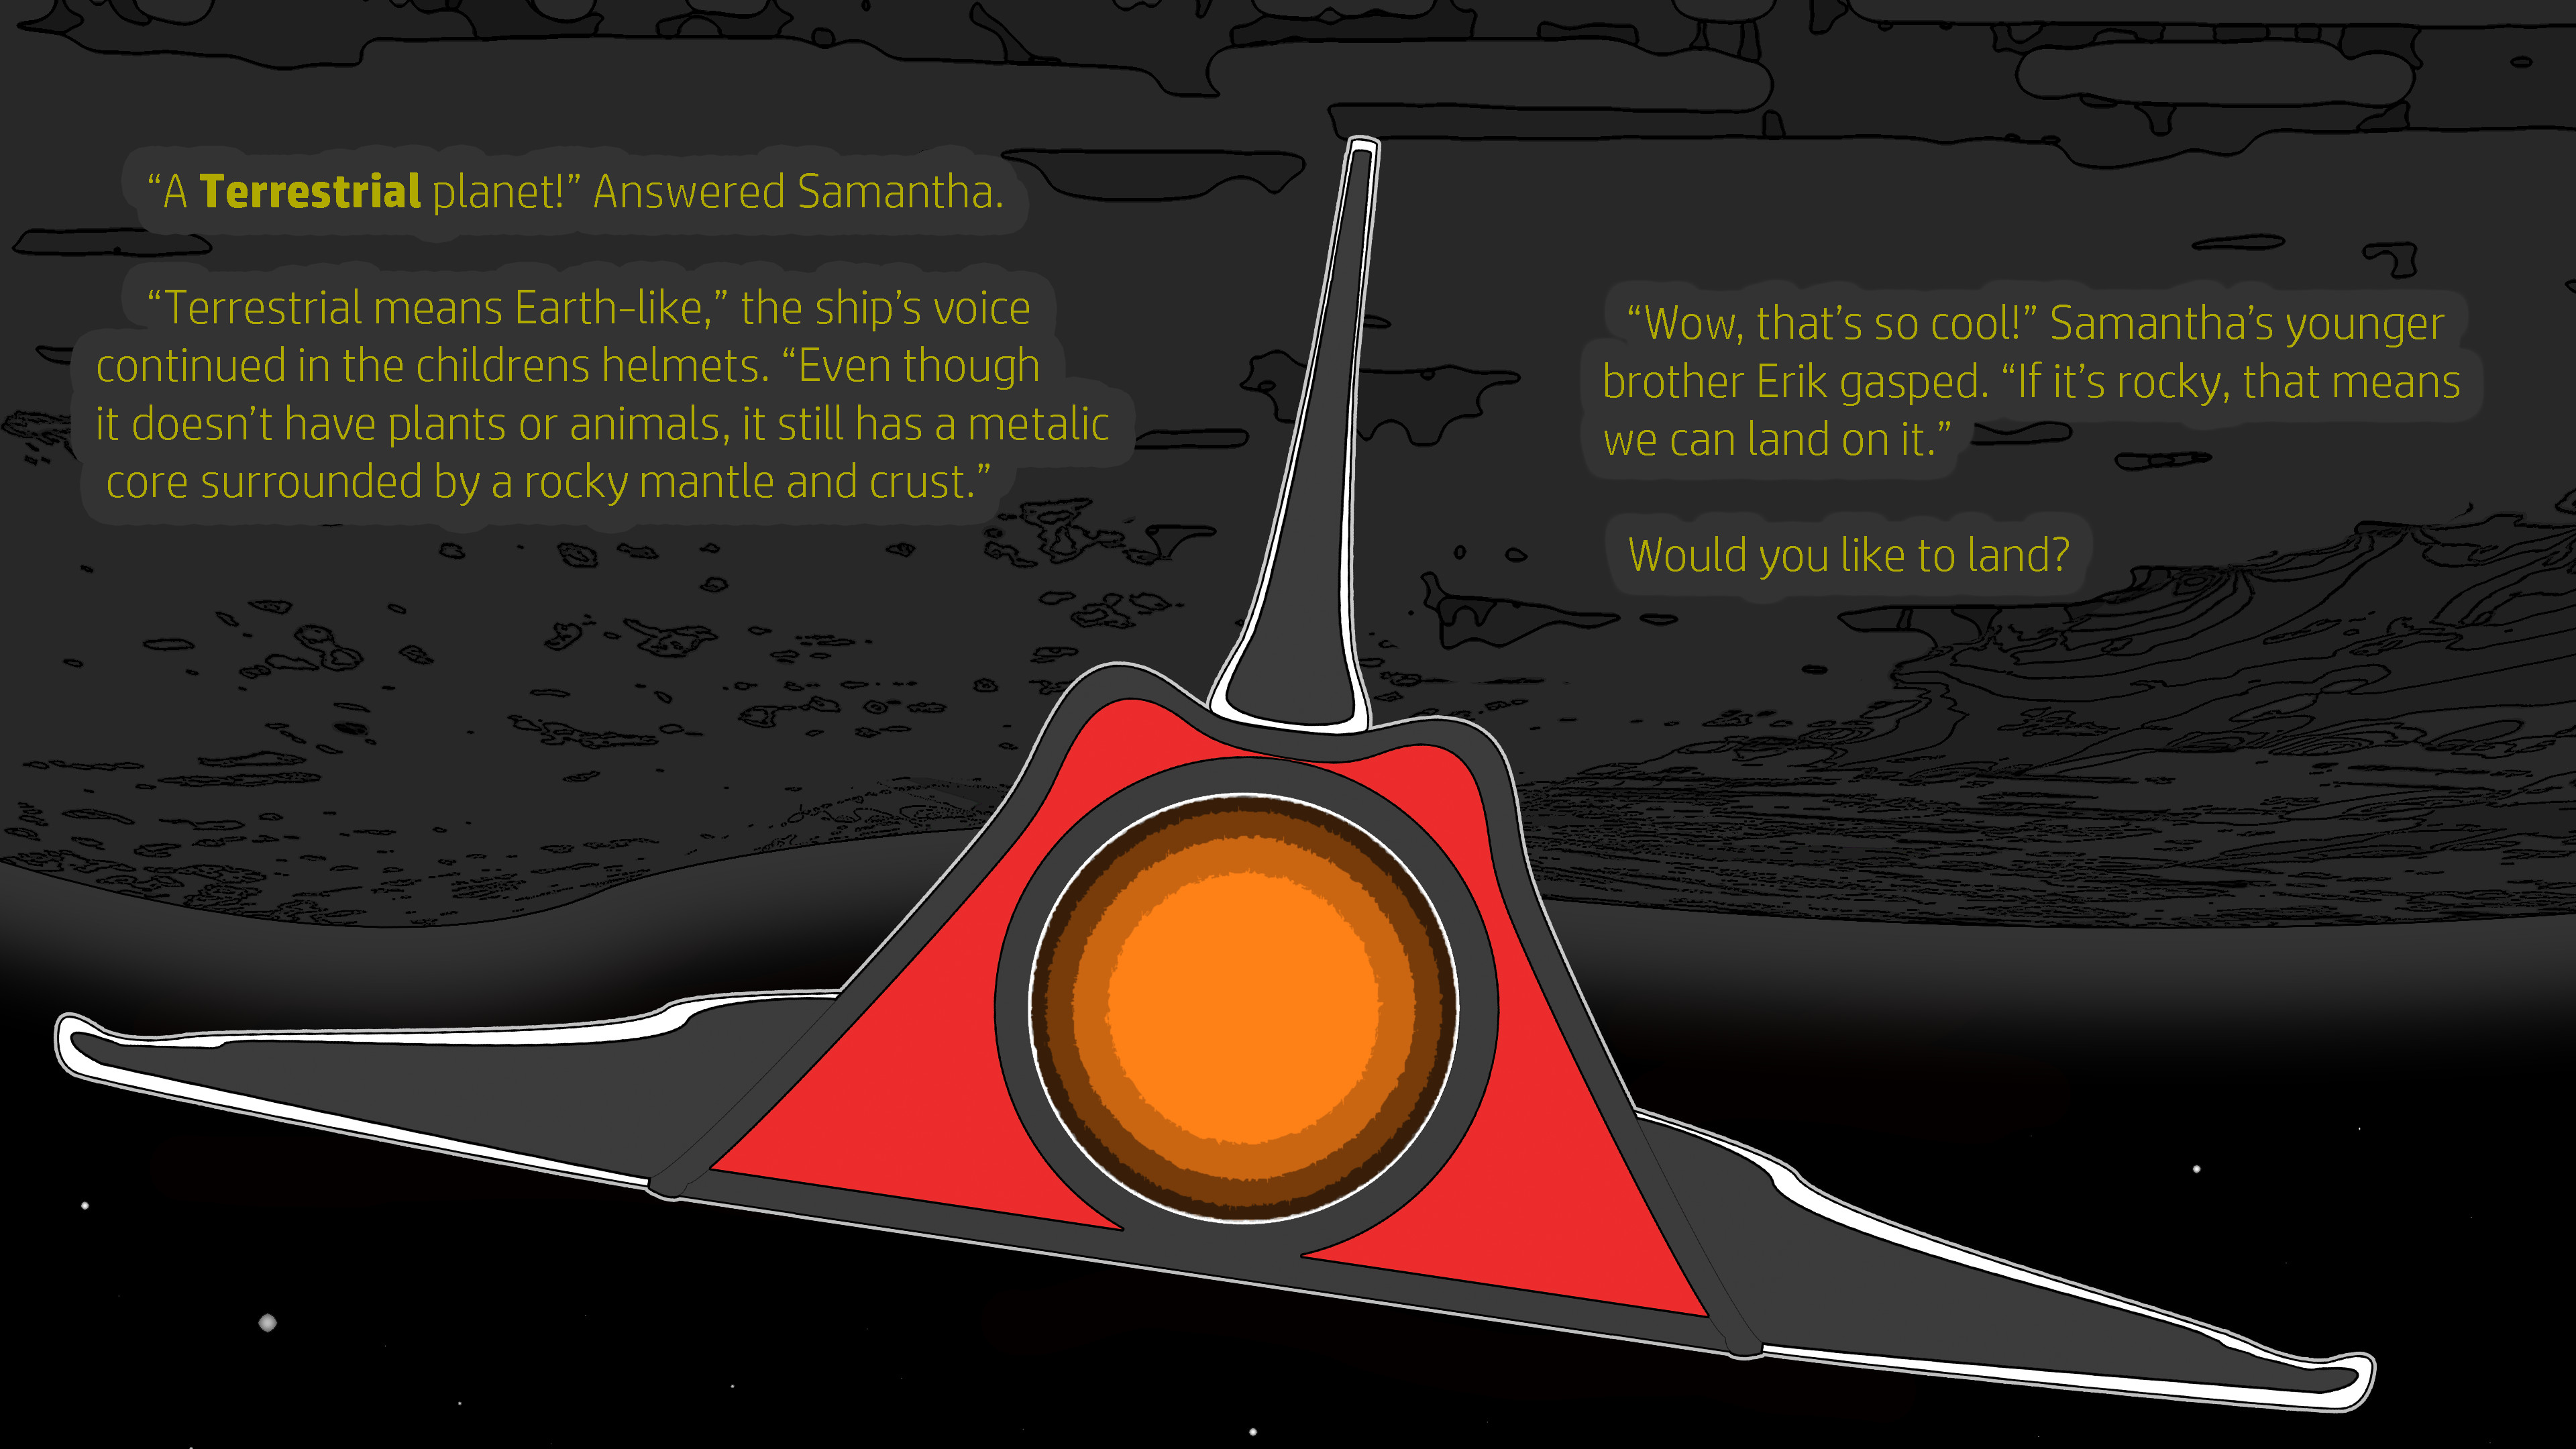 “A Terrestrial planet!” Answered Samantha.
“Terrestrial means Earth-like,” the ship’s voice
continued in the childrens helmets. “Even though
it doesn’t have plants or animals, it still has a metalic
core surrounded by a rocky mantle and crust.”
“Wow, that’s so cool!” Samantha’s younger
brother Erik gasped. “If it’s rocky, that means
we can land on it.”
Would you like to land?